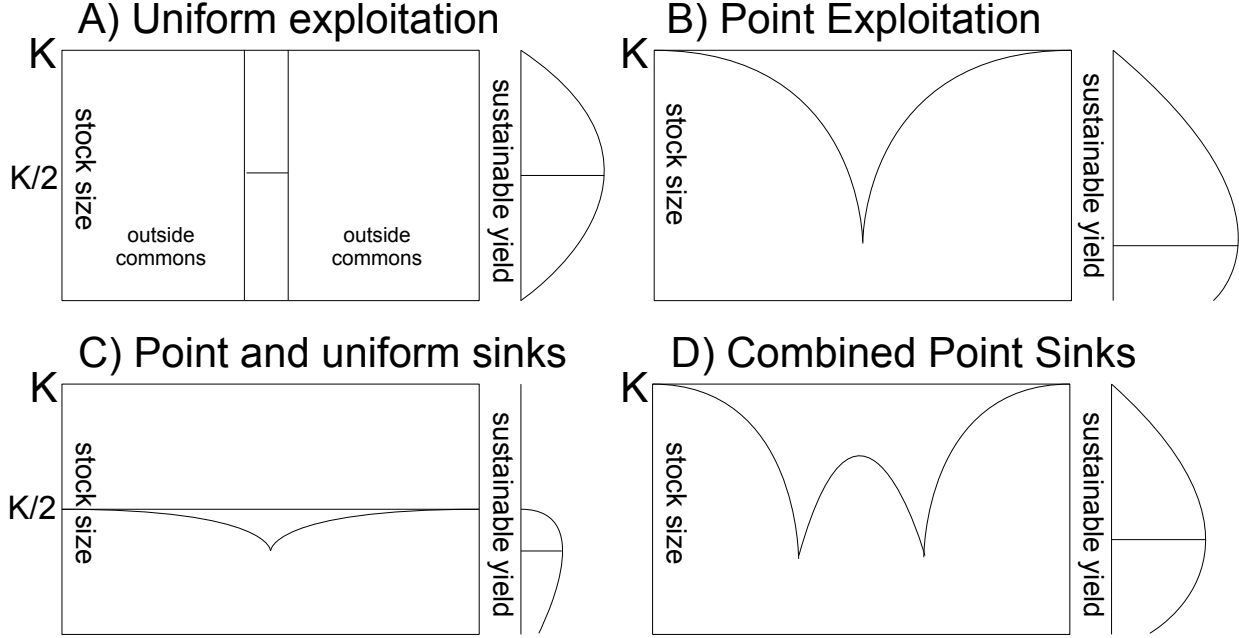 A) Uniform exploitation
K
stock size
K/2
outside
commons
outside
commons
sustainable yield
B) Point Exploitation
K
stock size
sustainable yield
C) Point and uniform sinks
K
stock size
K/2
sustainable yield
D) Combined Point Sinks
K
stock size
sustainable yield